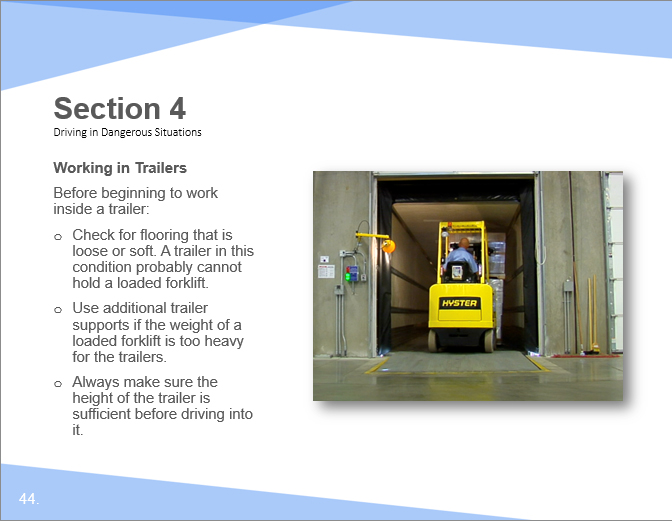 Section 4
Driving in Dangerous Situations
Working in Trailers
Before beginning to work
inside a trailer:
o Check for flooring that is
loose or soft. A trailer in this
condition probably cannot
hold a loaded forklift.
o Use additional trailer
supports if the weight of a
loaded forklift is too heavy
for the trailers.
o Always make sure the
height of the trailer is
sufficient before driving into
it.
HYSTER
44.